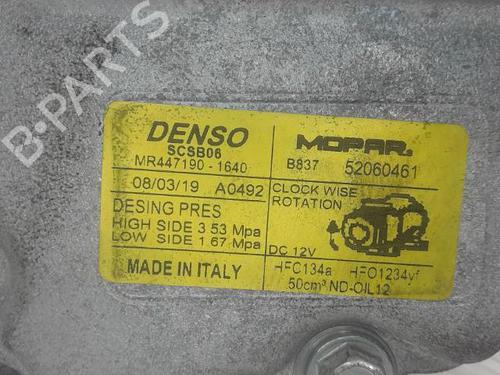 B-PARTS
DENSO
SCSB06
MR447190-1640
08/03/19 A0492
DESING PRES
HIGH SIDE 3.53 Mpa
LOW SIDE 1.67 Mpa
MADE IN ITALY
MOPAR.
B837 52060461
CLOCK WISE
ROTATION
DC 12V
HFC134a HFO1234yf
50cm³ ND-OIL12